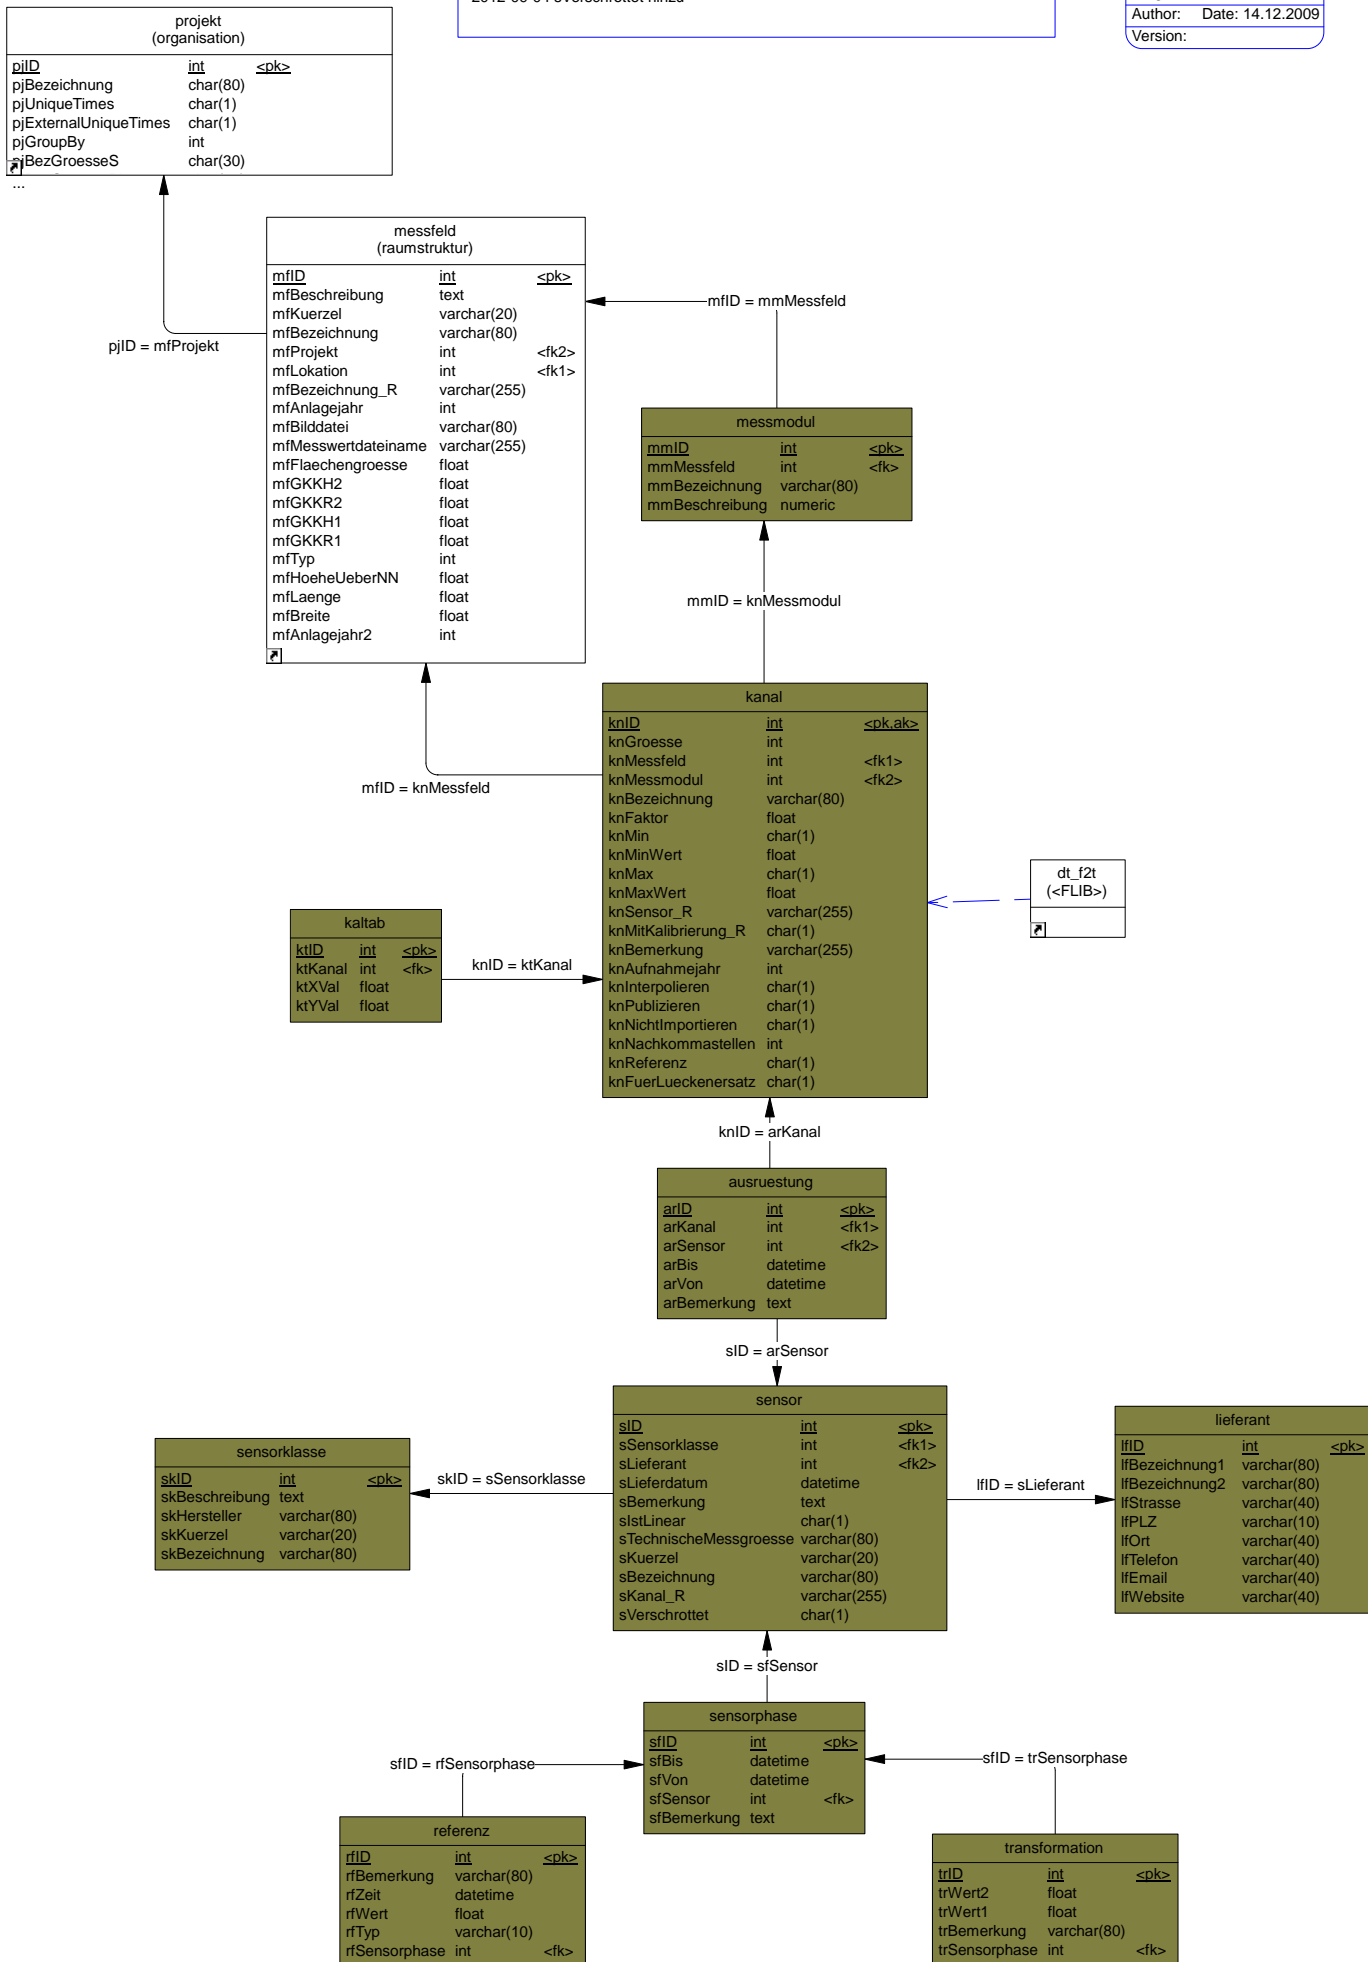 Author: Date: 14.12.2009
Version:
projekt
(organisation)
pjID int <pk>
pjBezeichnung char(80)
pjUniqueTimes char(1)
pjExternalUniqueTimes char(1)
pjGroupBy int
pjBezGroesseS char(30)
...
messfeld
(raumstruktur)
mfID int <pk>
mfBeschreibung text
mfKuerzel varchar(20)
mfBezeichnung varchar(80)
mfProjekt int <fk2>
mfLokation int <fk1>
mfBezeichnung_R varchar(255)
mfAnlagejahr int
mfBilddatei varchar(80)
mfMesswertdateiname varchar(255)
mfFlaechengroesse float
mfGKKH2 float
mfGKKR2 float
mfGKKH1 float
mfGKKR1 float
mfTyp int
mfHoeheUeberNN float
mfLaenge float
mfBreite float
mfAnlagejahr2 int
pjID = mfProjekt
mfID = mmMessfeld
messmodul
mmID int <pk>
mmMessfeld int <fk>
mmBezeichnung varchar(80)
mmBeschreibung numeric
mmID = knMessmodul
mfID = knMessfeld
kanal
knID int <pk,ak>
knGroesse int
knMessfeld int <fk1>
knMessmodul int <fk2>
knBezeichnung varchar(80)
knFaktor float
knMin char(1)
knMinWert float
knMax char(1)
knMaxWert float
knSensor_R varchar(255)
knMitKalibrierung_R char(1)
knBemerkung varchar(255)
knAufnahmejahr int
knInterpolieren char(1)
knPublizieren char(1)
knNichtImportieren char(1)
knNachkommastellen int
knReferenz char(1)
knFuerLueckenersatz char(1)
dt_f2t
(<FLIB>)
kaltab
ktID int <pk>
ktKanal int <fk>
ktXVal float
ktYVal float
knID = ktKanal
knID = arKanal
ausruestung
arID int <pk>
arKanal int <fk1>
arSensor int <fk2>
arBis datetime
arVon datetime
arBemerkung text
sID = arSensor
sensor
sID int <pk>
sSensorklasse int <fk1>
sLieferant int <fk2>
sLieferdatum datetime
sBemerkung text
sIstLinear char(1)
sTechnischeMessgroesse varchar(80)
sKuerzel varchar(20)
sBezeichnung varchar(80)
sKanal_R varchar(255)
sVerschrottet char(1)
sensorklasse
skID int <pk>
skBeschreibung text
skHersteller varchar(80)
skKuerzel varchar(20)
skBezeichnung varchar(80)
skID = sSensorklasse
lfID = sLieferant
lieferant
lfID int <pk>
lfBezeichnung1 varchar(80)
lfBezeichnung2 varchar(80)
lfStrasse varchar(40)
lfPLZ varchar(10)
lfOrt varchar(40)
lfTelefon varchar(40)
lfEmail varchar(40)
lfWebsite varchar(40)
sID = sfSensor
sensorphase
sfID int <pk>
sfBis datetime
sfVon datetime
sfSensor int <fk>
sfBemerkung text
sfID = rfSensorphase
sfID = trSensorphase
referenz
rfID int <pk>
rfBemerkung varchar(80)
rfZeit datetime
rfWert float
rfTyp varchar(10)
rfSensorphase int <fk>
transformation
trID int <pk>
trWert2 float
trWert1 float
trBemerkung varchar(80)
trSensorphase int <fk>